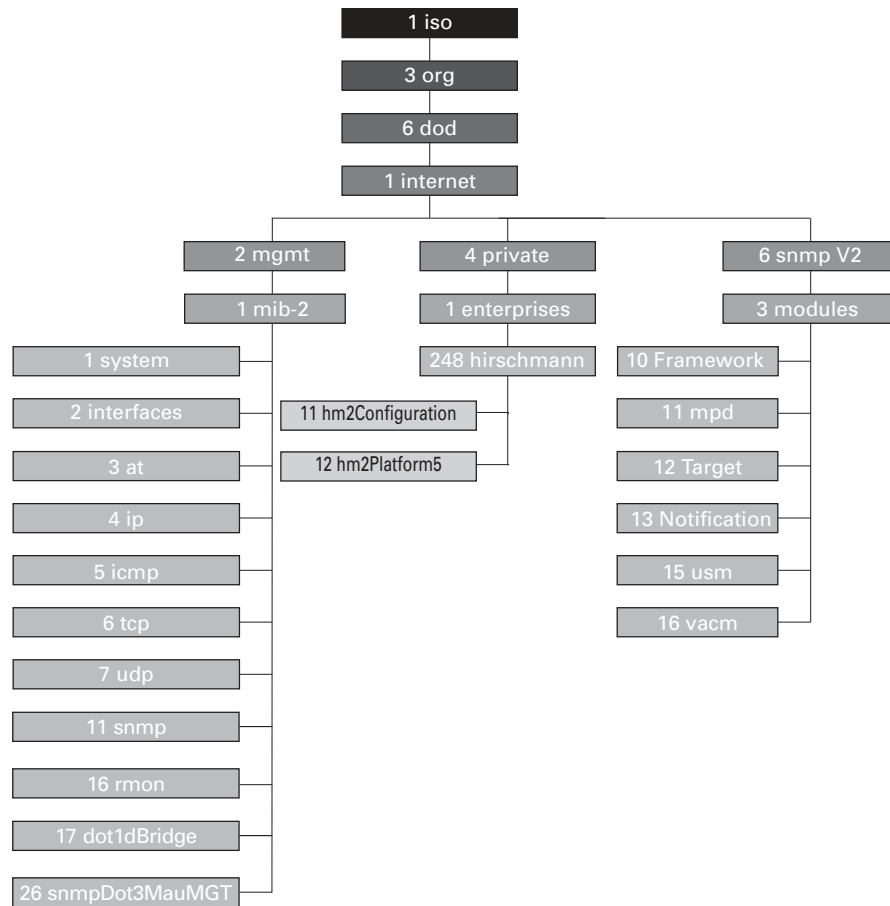 1 iso
3 org
6 dod
1 internet
2 mgmt
4 private
6 snmp V2
1 mib-2
1 enterprises
3 modules
1 system
248 hirschmann
10 Framework
2 interfaces
11 hm2Configuration
11 mpd
3 at
12 hm2Platform5
12 Target
4 ip
13 Notification
5 icmp
15 usm
6 tcp
16 vacm
7 udp
11 snmp
16 rmon
17 dot1dBridge
26 snmpDot3MauMGT